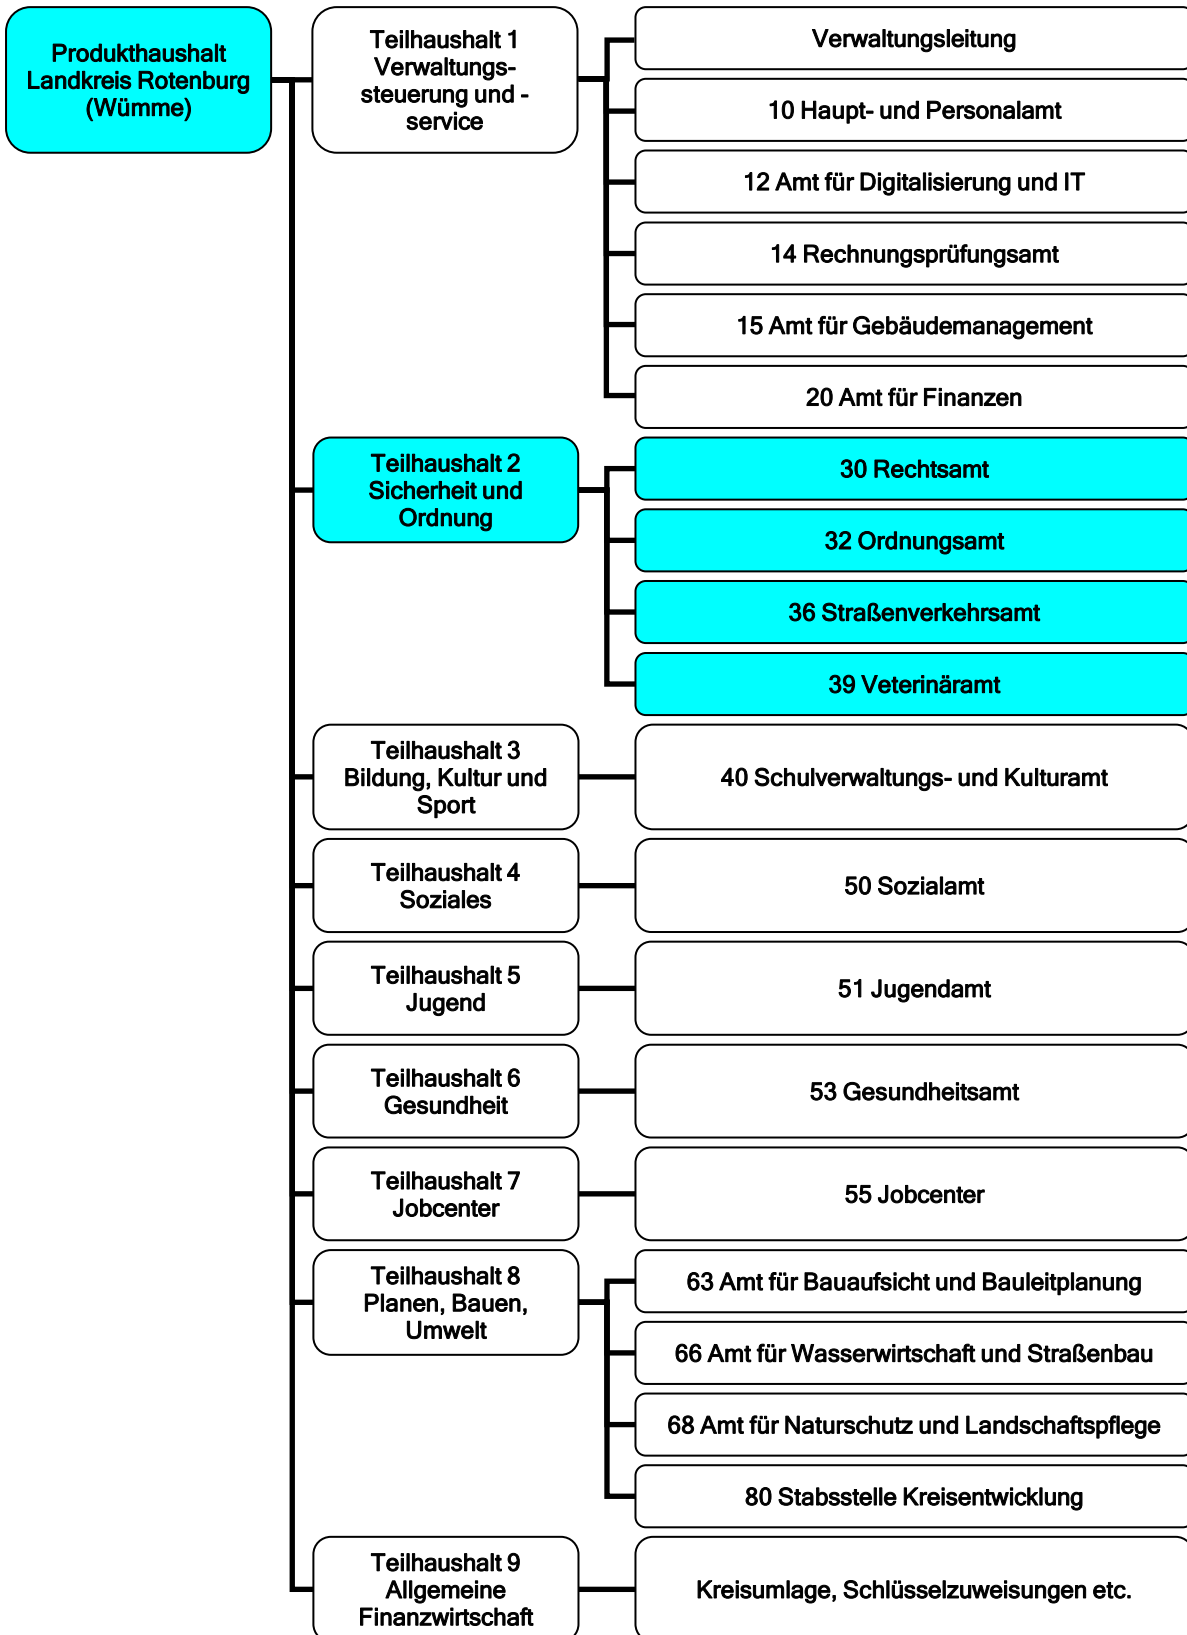 Produkthaushalt
Landkreis Rotenburg
(Wümme)
Teilhaushalt 1
Verwaltungs-
steuerung und -
service
Verwaltungsleitung
10 Haupt- und Personalamt
12 Amt für Digitalisierung und IT
14 Rechnungsprüfungsamt
15 Amt für Gebäudemanagement
20 Amt für Finanzen
Teilhaushalt 2
Sicherheit und
Ordnung
30 Rechtsamt
32 Ordnungsamt
36 Straßenverkehrsamt
39 Veterinäramt
Teilhaushalt 3
Bildung, Kultur und
Sport
40 Schulverwaltungs- und Kulturamt
Teilhaushalt 4
Soziales
50 Sozialamt
Teilhaushalt 5
Jugend
51 Jugendamt
Teilhaushalt 6
Gesundheit
53 Gesundheitsamt
Teilhaushalt 7
Jobcenter
55 Jobcenter
Teilhaushalt 8
Planen, Bauen,
Umwelt
63 Amt für Bauaufsicht und Bauleitplanung
66 Amt für Wasserwirtschaft und Straßenbau
68 Amt für Naturschutz und Landschaftspflege
80 Stabsstelle Kreisentwicklung
Teilhaushalt 9
Allgemeine
Finanzwirtschaft
Kreisumlage, Schlüsselzuweisungen etc.